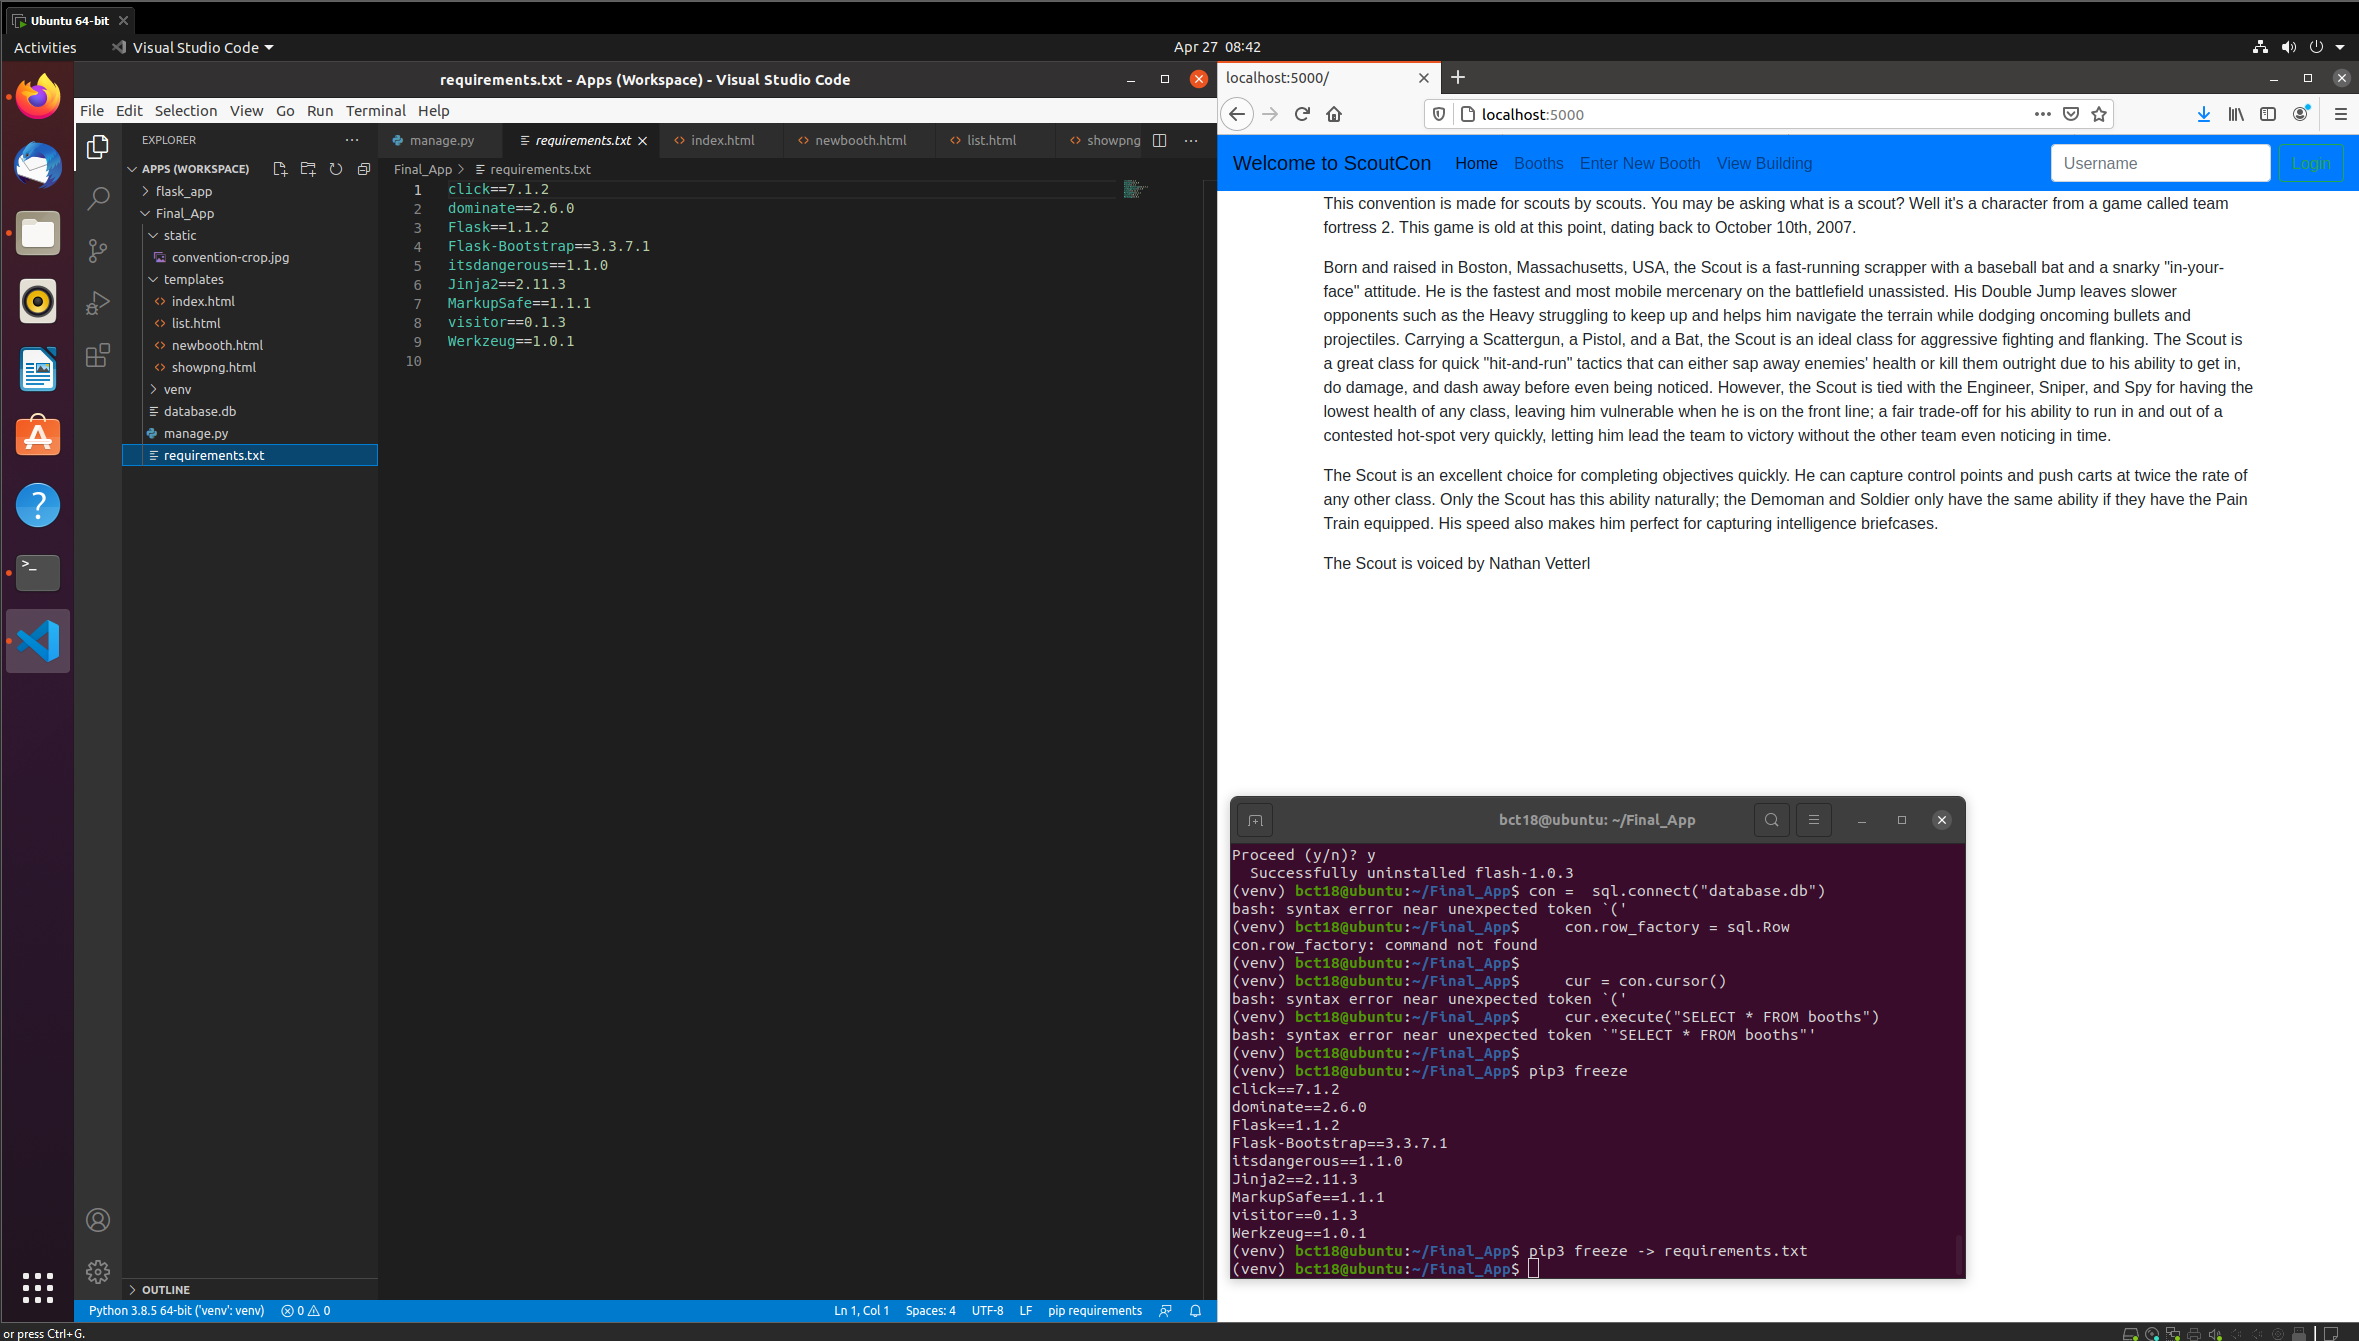 Ubuntu 64-bit
Activities
Visual Studio Code
Apr 27 08:42
requirements.txt - Apps (Workspace) - Visual Studio Code
File Edit Selection View Go Run Terminal Help
EXPLORER
APPS (WORKSPACE)
flask_app
Final_App
static
convention-crop.jpg
templates
index.html
list.html
newbooth.html
showpng.html
venv
database.db
manage.py
requirements.txt
OUTLINE
manage.py requirements.txt index.html newbooth.html list.html showpng
Final_App > requirements.txt
1 click==7.1.2
2 dominate==2.6.0
3 Flask==1.1.2
4 Flask-Bootstrap==3.3.7.1
5 itsdangerous==1.1.0
6 Jinja2==2.11.3
7 MarkupSafe==1.1.1
8 visitor==0.1.3
9 Werkzeug==1.0.1
10
Python 3.8.5 64-bit ('venv': venv) 0 0 Ln 1, Col 1 Spaces: 4 UTF-8 LF pip requirements
or press Ctrl+G.
localhost:5000/
localhost:5000
Welcome to ScoutCon Home Booths Enter New Booth View Building Username Login
This convention is made for scouts by scouts. You may be asking what is a scout? Well it's a character from a game called team
fortress 2. This game is old at this point, dating back to October 10th, 2007.
Born and raised in Boston, Massachusetts, USA, the Scout is a fast-running scrapper with a baseball bat and a snarky "in-your-
face" attitude. He is the fastest and most mobile mercenary on the battlefield unassisted. His Double Jump leaves slower
opponents such as the Heavy struggling to keep up and helps him navigate the terrain while dodging oncoming bullets and
projectiles. Carrying a Scattergun, a Pistol, and a Bat, the Scout is an ideal class for aggressive fighting and flanking. The Scout is
a great class for quick "hit-and-run" tactics that can either sap away enemies' health or kill them outright due to his ability to get in,
do damage, and dash away before even being noticed. However, the Scout is tied with the Engineer, Sniper, and Spy for having the
lowest health of any class, leaving him vulnerable when he is on the front line; a fair trade-off for his ability to run in and out of a
contested hot-spot very quickly, letting him lead the team to victory without the other team even noticing in time.
The Scout is an excellent choice for completing objectives quickly. He can capture control points and push carts at twice the rate of
any other class. Only the Scout has this ability naturally; the Demoman and Soldier only have the same ability if they have the Pain
Train equipped. His speed also makes him perfect for capturing intelligence briefcases.
The Scout is voiced by Nathan Vetterl
bct18@ubuntu: ~/Final_App
Proceed (y/n)? y
Successfully uninstalled flash-1.0.3
(venv) bct18@ubuntu:~/Final_App$ con =  sql.connect("database.db")
bash: syntax error near unexpected token `('
(venv) bct18@ubuntu:~/Final_App$     con.row_factory = sql.Row
con.row_factory: command not found
(venv) bct18@ubuntu:~/Final_App$
(venv) bct18@ubuntu:~/Final_App$     cur = con.cursor()
bash: syntax error near unexpected token `('
(venv) bct18@ubuntu:~/Final_App$     cur.execute("SELECT * FROM booths")
bash: syntax error near unexpected token `"SELECT * FROM booths"'
(venv) bct18@ubuntu:~/Final_App$
(venv) bct18@ubuntu:~/Final_App$ pip3 freeze
click==7.1.2
dominate==2.6.0
Flask==1.1.2
Flask-Bootstrap==3.3.7.1
itsdangerous==1.1.0
Jinja2==2.11.3
MarkupSafe==1.1.1
visitor==0.1.3
Werkzeug==1.0.1
(venv) bct18@ubuntu:~/Final_App$ pip3 freeze -> requirements.txt
(venv) bct18@ubuntu:~/Final_App$